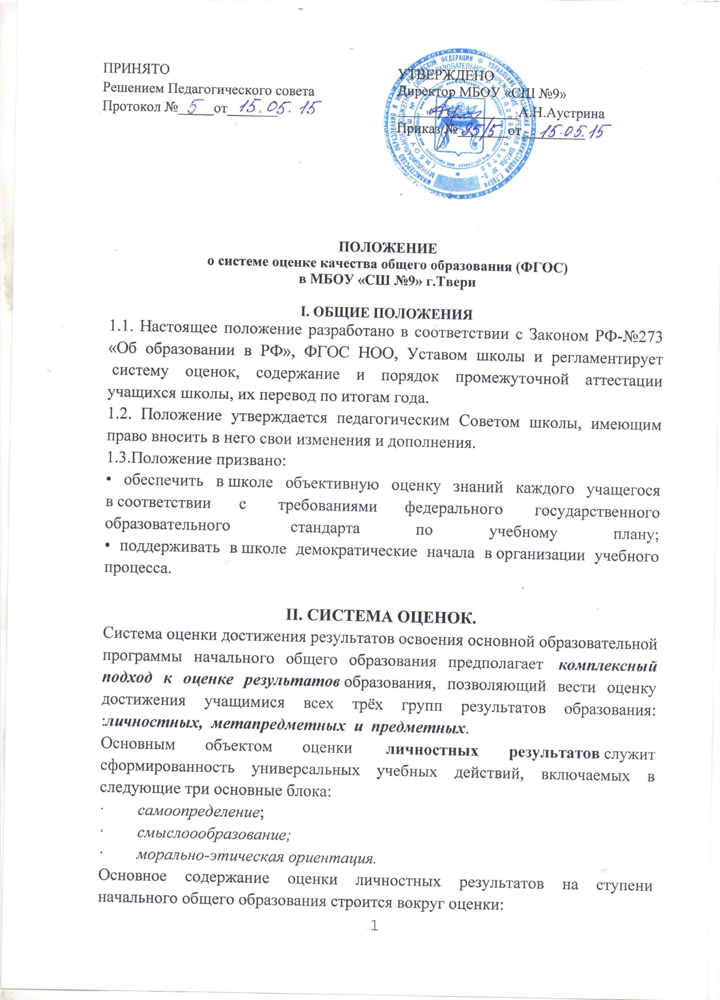 ПРИНЯТО
Решением Педагогического совета
Протокол № 5 от 15.05.15
УТВЕРЖДЕНО
Директор МБОУ «СШ №9»
А.Н.Аустрина
Приказ № 95/5 от 15.05.15
ПОЛОЖЕНИЕ
о системе оценке качества общего образования (ФГОС)
в МБОУ «СШ №9» г.Твери
I. ОБЩИЕ ПОЛОЖЕНИЯ
1.1. Настоящее положение разработано в соответствии с Законом РФ-№273
«Об образовании в РФ», ФГОС НОО, Уставом школы и регламентирует
систему оценок, содержание и порядок промежуточной аттестации
учащихся школы, их перевод по итогам года.
1.2. Положение утверждается педагогическим Советом школы, имеющим
право вносить в него свои изменения и дополнения.
1.3.Положение призвано:
• обеспечить в школе объективную оценку знаний каждого учащегося
в соответствии с требованиями федерального государственного
образовательного стандарта по учебному плану;
• поддерживать в школе демократические начала в организации учебного
процесса.
II. СИСТЕМА ОЦЕНОК.
Система оценки достижения результатов освоения основной образовательной
программы начального общего образования предполагает комплексный
подход к оценке результатов образования, позволяющий вести оценку
достижения учащимися всех трёх групп результатов образования:
:личностных, метапредметных и предметных.
Основным объектом оценки личностных результатов служит
сформированность универсальных учебных действий, включаемых в
следующие три основные блока:
· самоопределение;
· смыслоообразование;
· морально-этическая ориентация.
Основное содержание оценки личностных результатов на ступени
начального общего образования строится вокруг оценки:
1